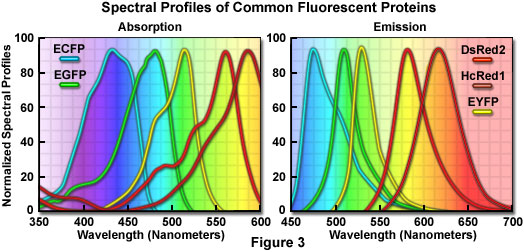 Spectral Profiles of Common Fluorescent Proteins
Absorption
Emission
Normalized Spectral Profiles
100
80
60
40
20
0
ECFP
EGFP
350 400 450 500 550 600
Wavelength (Nanometers)
100
80
60
40
20
0
DsRed2
HcRed1
EYFP
450 500 550 600 650 700
Wavelength (Nanometers)
Figure 3